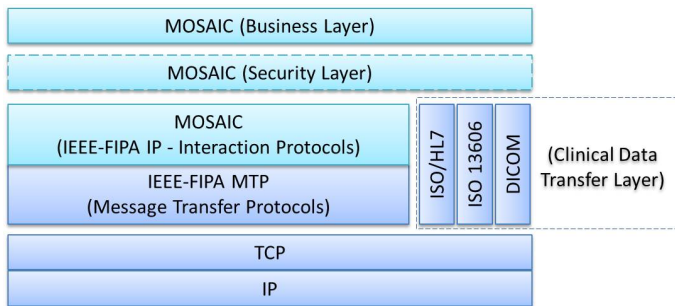 MOSAIC (Business Layer)
MOSAIC (Security Layer)
MOSAIC
(IEEE-FIPA IP - Interaction Protocols)
IEEE-FIPA MTP
(Message Transfer Protocols)
ISO/HL7
ISO 13606
DICOM
(Clinical Data
Transfer Layer)
TCP
IP